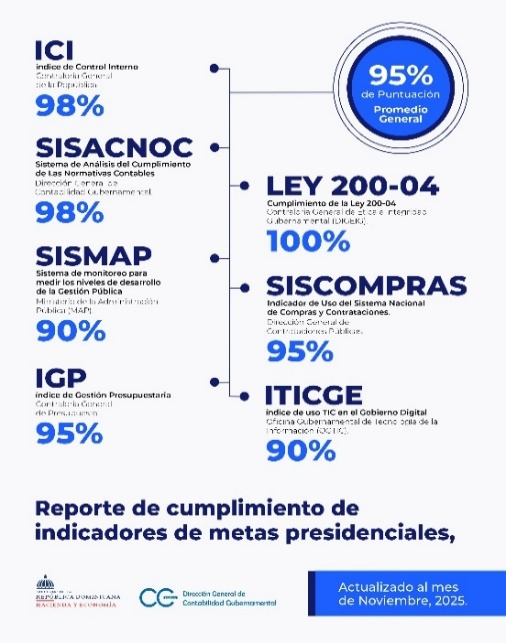 ICI
Índice de Control Interno
Contraloría General
de la República
98%
SISACNOC
Sistema de Análisis del Cumplimiento
de Las Normativas Contables
Dirección General de
Contabilidad Gubernamental
98%
SISMAP
Sistema de monitoreo para
medir los niveles de desarrollo
de la Gestión Pública
Ministerio de la Administración
Pública (MAP)
90%
IGP
Índice de Gestión Presupuestaria
Contraloría General
de Presupuesto
95%
95%
de Puntuación
Promedio
General
LEY 200-04
Cumplimiento de la Ley 200-04
Contraloría General de Ética e Integridad
Gubernamental (DIGEIG).
100%
SISCOMPRAS
Indicador de Uso del Sistema Nacional
de Compras y Contrataciones.
Dirección General de
Contrataciones Públicas.
95%
ITICGE
Índice de uso TIC en el Gobierno Digital
Oficina Gubernamental de Tecnología de la
Información (OGTIC).
90%
Reporte de cumplimiento de
indicadores de metas presidenciales,
REPÚBLICA DOMINICANA
HACIENDA Y ECONOMÍA
Dirección General de
Contabilidad Gubernamental
Actualizado al mes
de Noviembre, 2025.